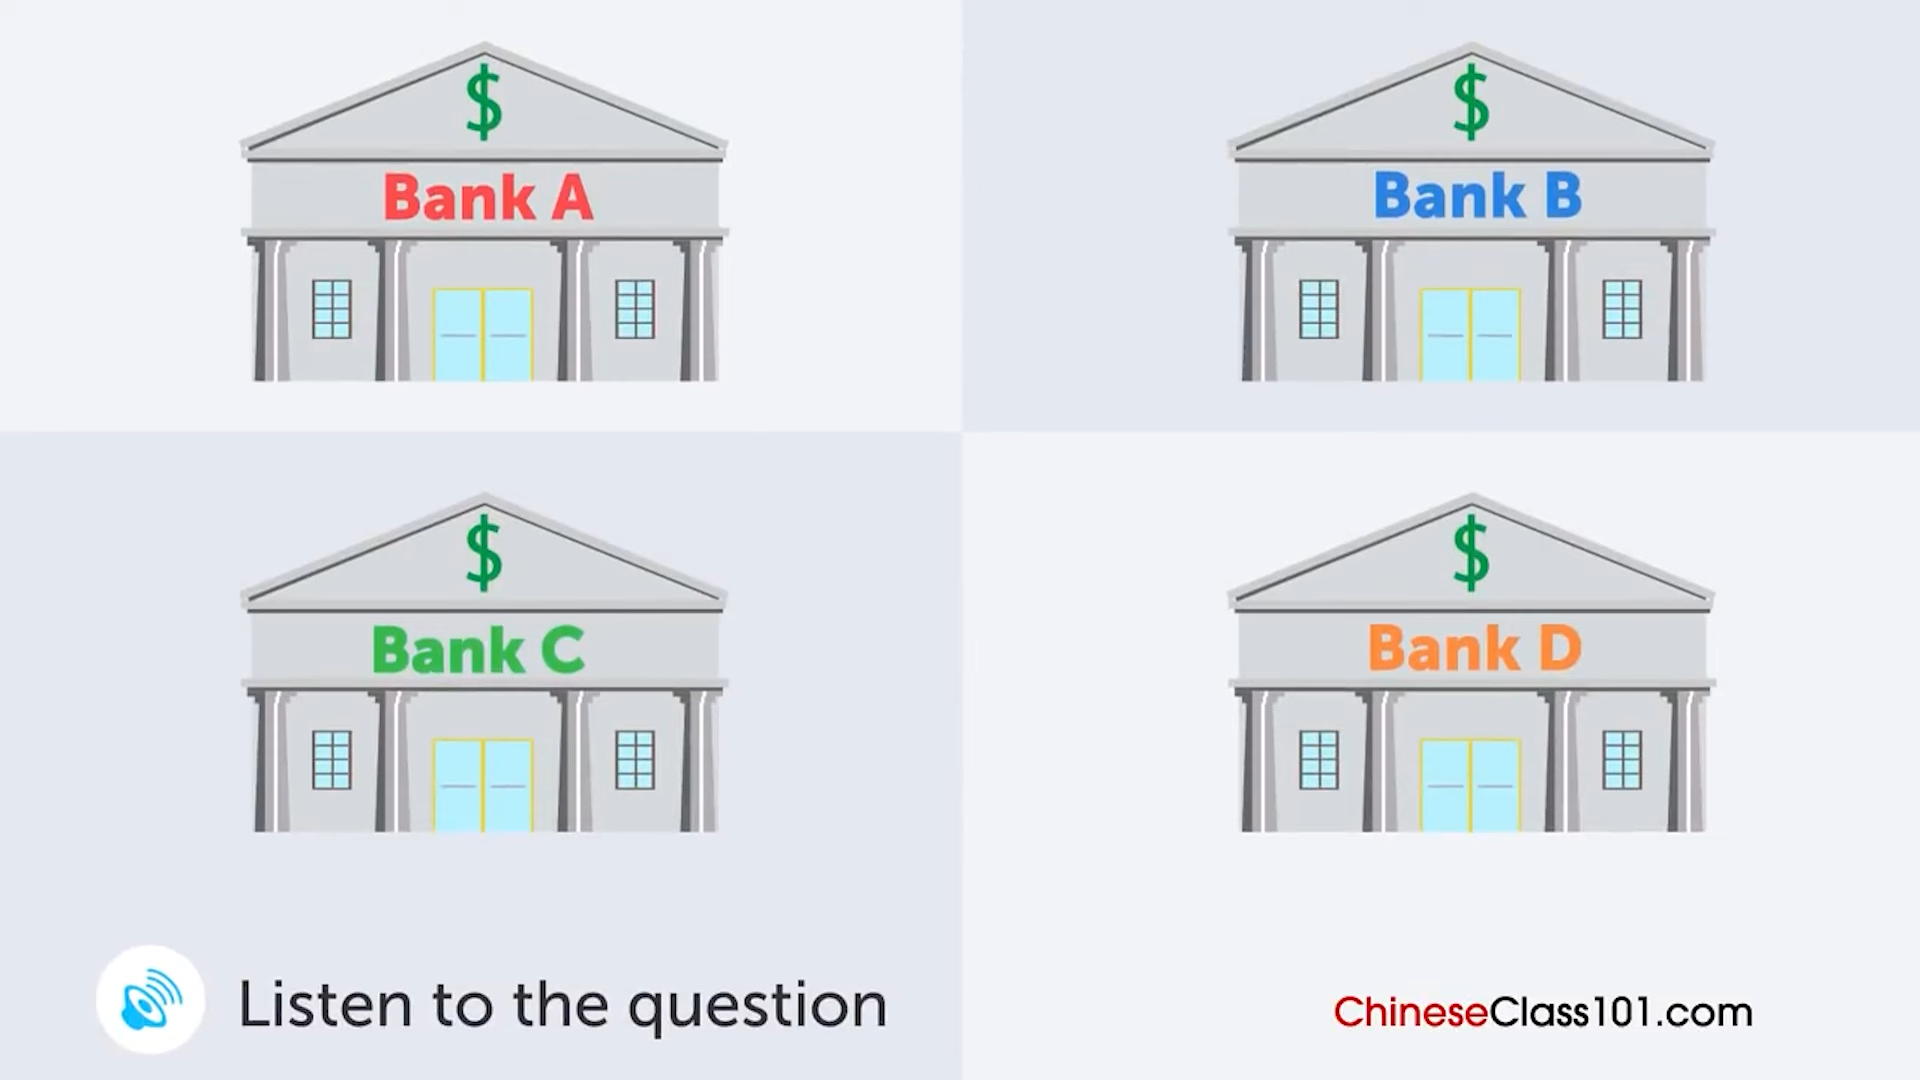 $
Bank A
$
Bank B
$
Bank C
$
Bank D
Listen to the question
ChineseClass101.com